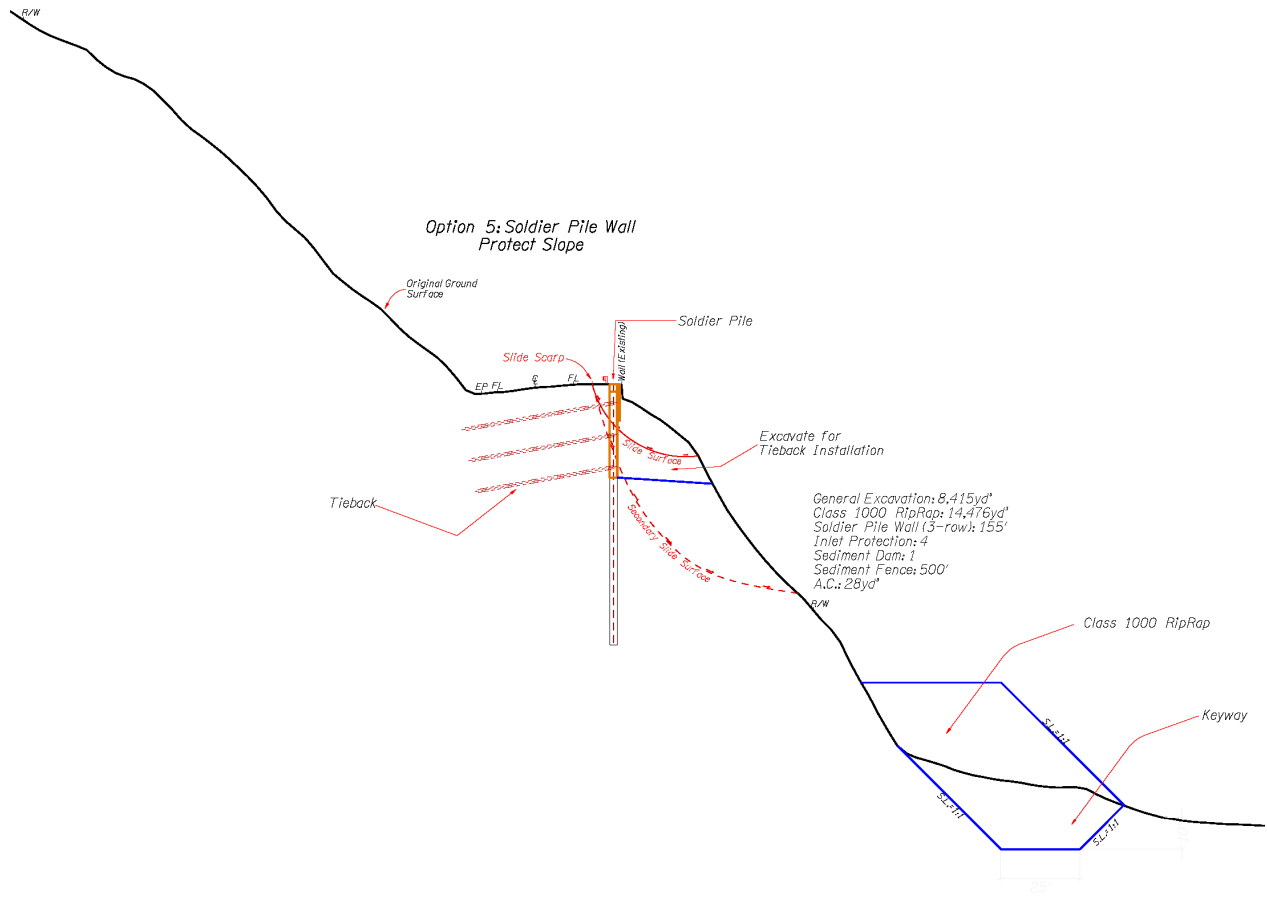 R/W
Option 5: Soldier Pile Wall
Protect Slope
Original Ground
Surface
Soldier Pile
Wall (Existing)
Slide Scarp
EP FL
FL
Slide Surface
Excavate for
Tieback Installation
Tieback
Secondary Slide Surface
General Excavation: 8,415yd³
Class 1000 RipRap: 14,476yd³
Soldier Pile Wall (3-row): 155'
Inlet Protection: 4
Sediment Dam: 1
Sediment Fence: 500'
A.C.: 28yd³
R/W
Class 1000 RipRap
Keyway
S.L.=1:1
S.L.=1:1
S.L.=1:1
10'
25'